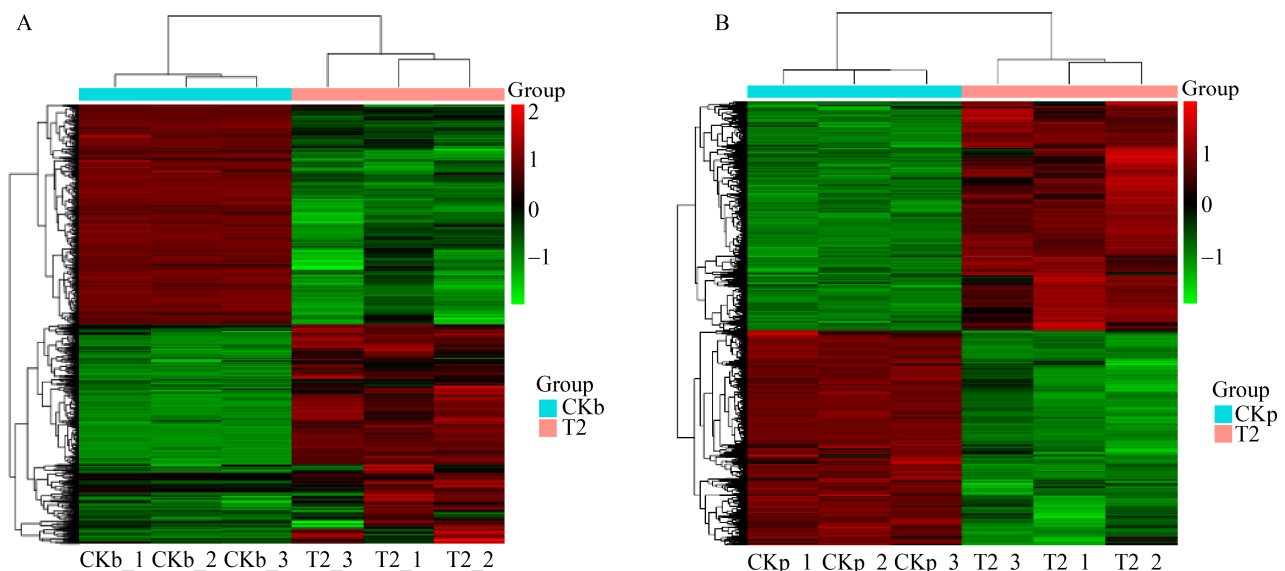 A
Group
2
1
0
−1
Group
CKb
T2
CKb_1 CKb_2 CKb_3 T2_3 T2_1 T2_2
B
Group
1
0
−1
Group
CKp
T2
CKp_1 CKp_2 CKp_3 T2_3 T2_1 T2_2